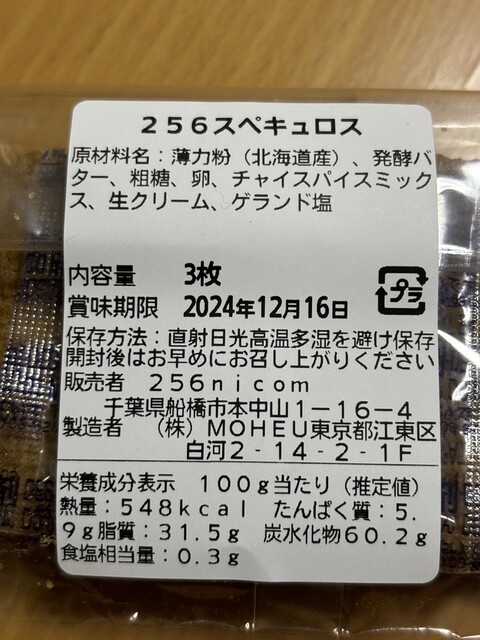 256スペキュロス
原材料名：薄力粉（北海道産）、発酵バ
ター、粗糖、卵、チャイスパイスミック
ス、生クリーム、ゲランド塩
内容量 3枚
賞味期限 2024年12月16日
プラ
保存方法：直射日光高温多湿を避け保存
開封後はお早めにお召し上がりください
販売者 256nicom
千葉県船橋市本中山1－16－4
製造者 （株）MOHEU東京都江東区
白河2-14-2-1F
栄養成分表示 100g当たり（推定値）
熱量：548kcal たんぱく質：5.
9g脂質：31.5g 炭水化物60.2g
食塩相当量：0.3g